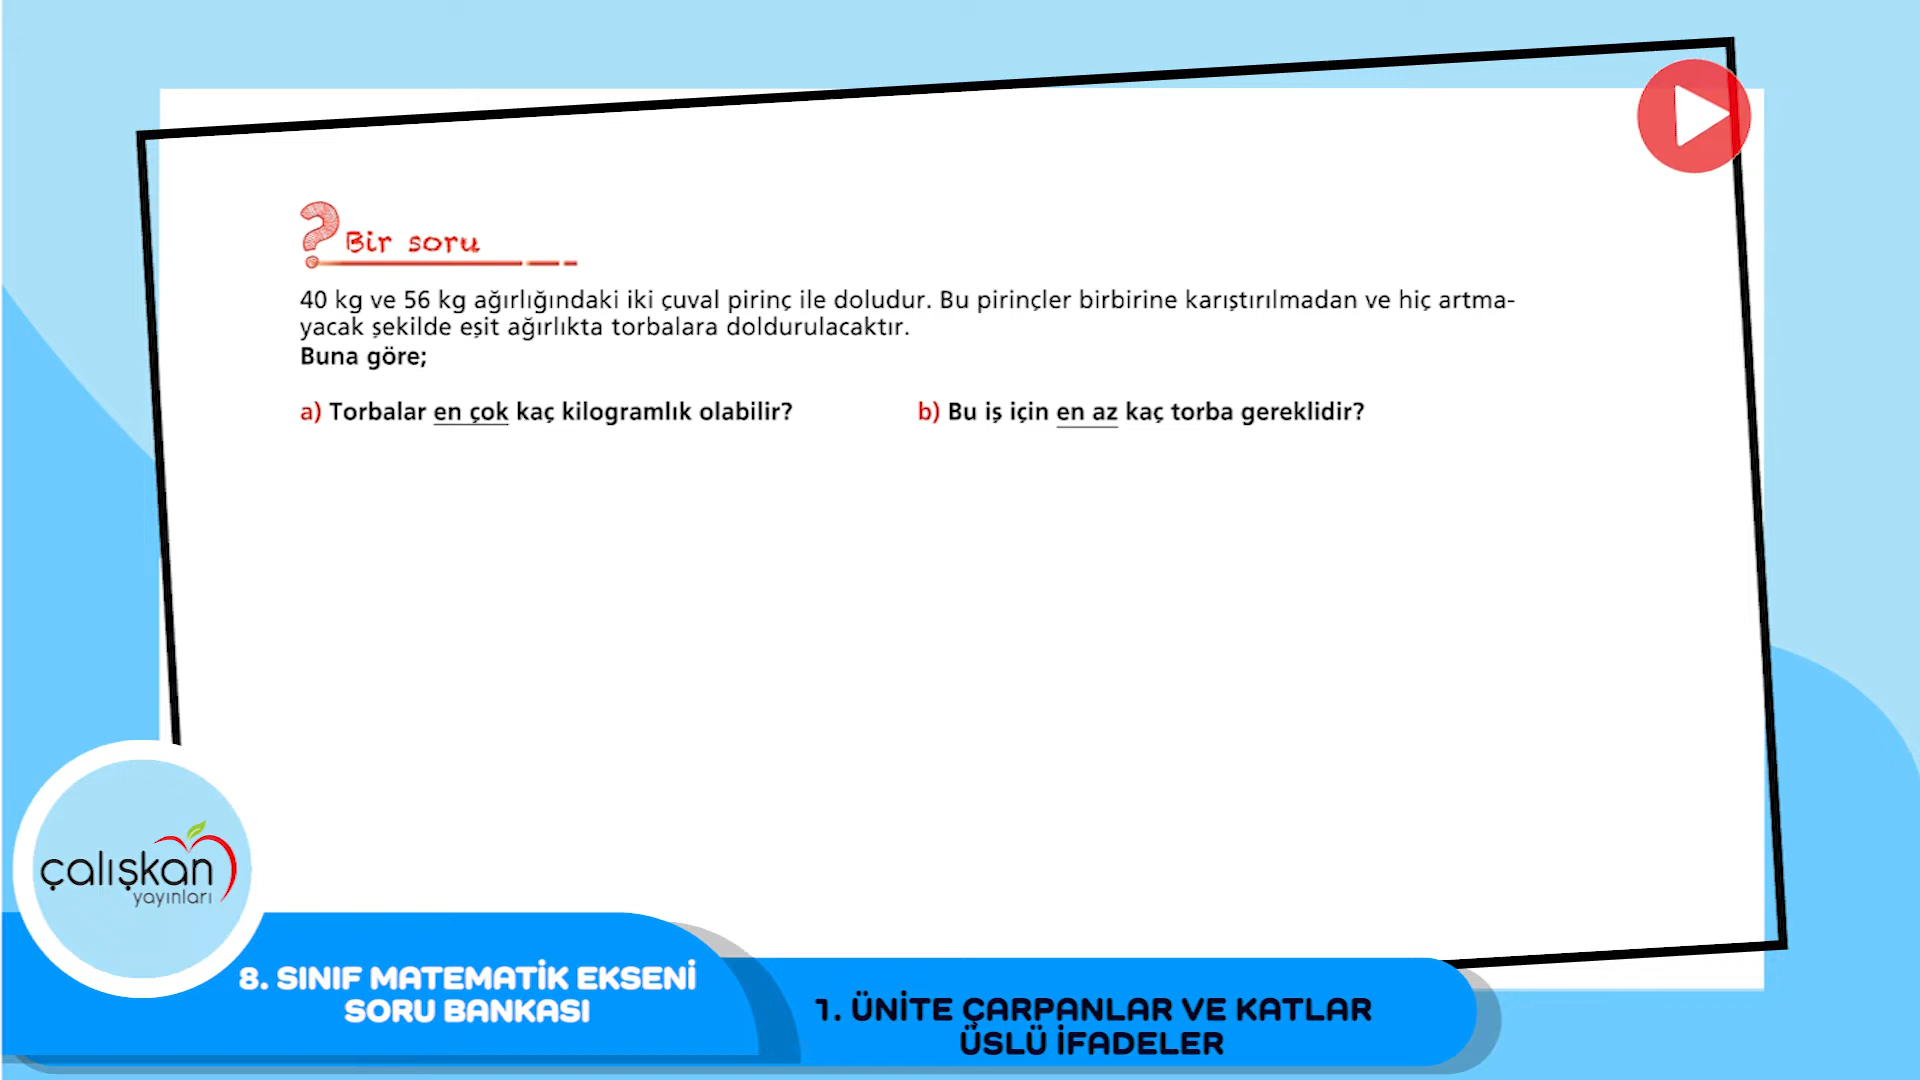 Bir soru
40 kg ve 56 kg ağırlığındaki iki çuval pirinç ile doludur. Bu pirinçler birbirine karıştırılmadan ve hiç artma-
yacak şekilde eşit ağırlıkta torbalara doldurulacaktır.
Buna göre;
a) Torbalar en çok kaç kilogramlık olabilir?
b) Bu iş için en az kaç torba gereklidir?
çalışkan
yayınları
8. SINIF MATEMATİK EKSENİ
SORU BANKASI
1. ÜNİTE ÇARPANLAR VE KATLAR
ÜSLÜ İFADELER